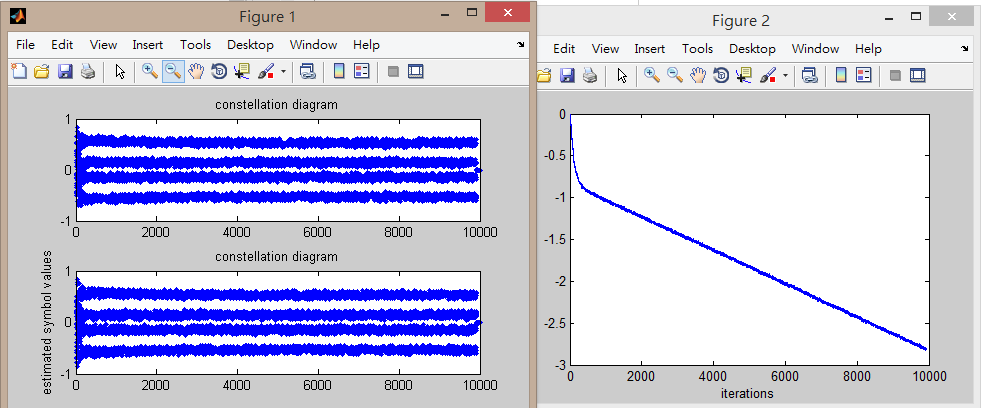 Figure 1
File Edit View Insert Tools Desktop Window Help
constellation diagram
1
0
-1
0 2000 4000 6000 8000 10000
constellation diagram
estimated symbol values
1
0
-1
0 2000 4000 6000 8000 10000
Figure 2
Edit View Insert Tools Desktop Window Help
0
-0.5
-1
-1.5
-2
-2.5
-3
0 2000 4000 6000 8000 10000
iterations